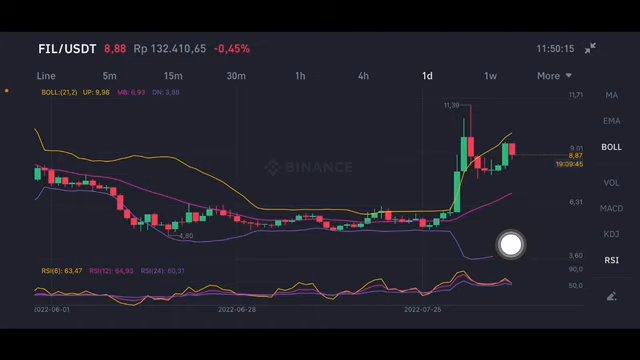 FIL/USDT 8,88 Rp 132.410,65 -0,45% 11:50:15
Line 5m 15m 30m 1h 4h 1d 1w More
BOLL:(21,2) UP: 9,98 MB: 6,93 DN: 3,88
11,71
MA
11,39
EMA
9,01
BOLL
8,87
19:09:45
BINANCE
VOL
6,31
MACD
4,80
KDJ
3,60
RSI
RSI(6): 63,47 RSI(12): 64,93 RSI(24): 60,31
90,0
50,0
2022-06-01 2022-06-28 2022-07-25